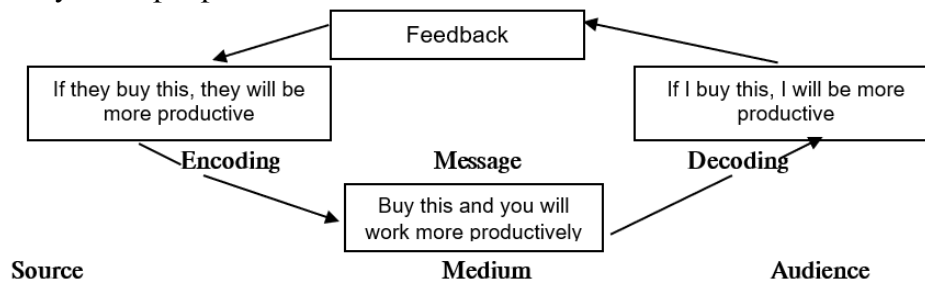 Feedback
If they buy this, they will be
more productive
If I buy this, I will be more
productive
Encoding
Message
Decoding
Buy this and you will
work more productively
Source
Medium
Audience